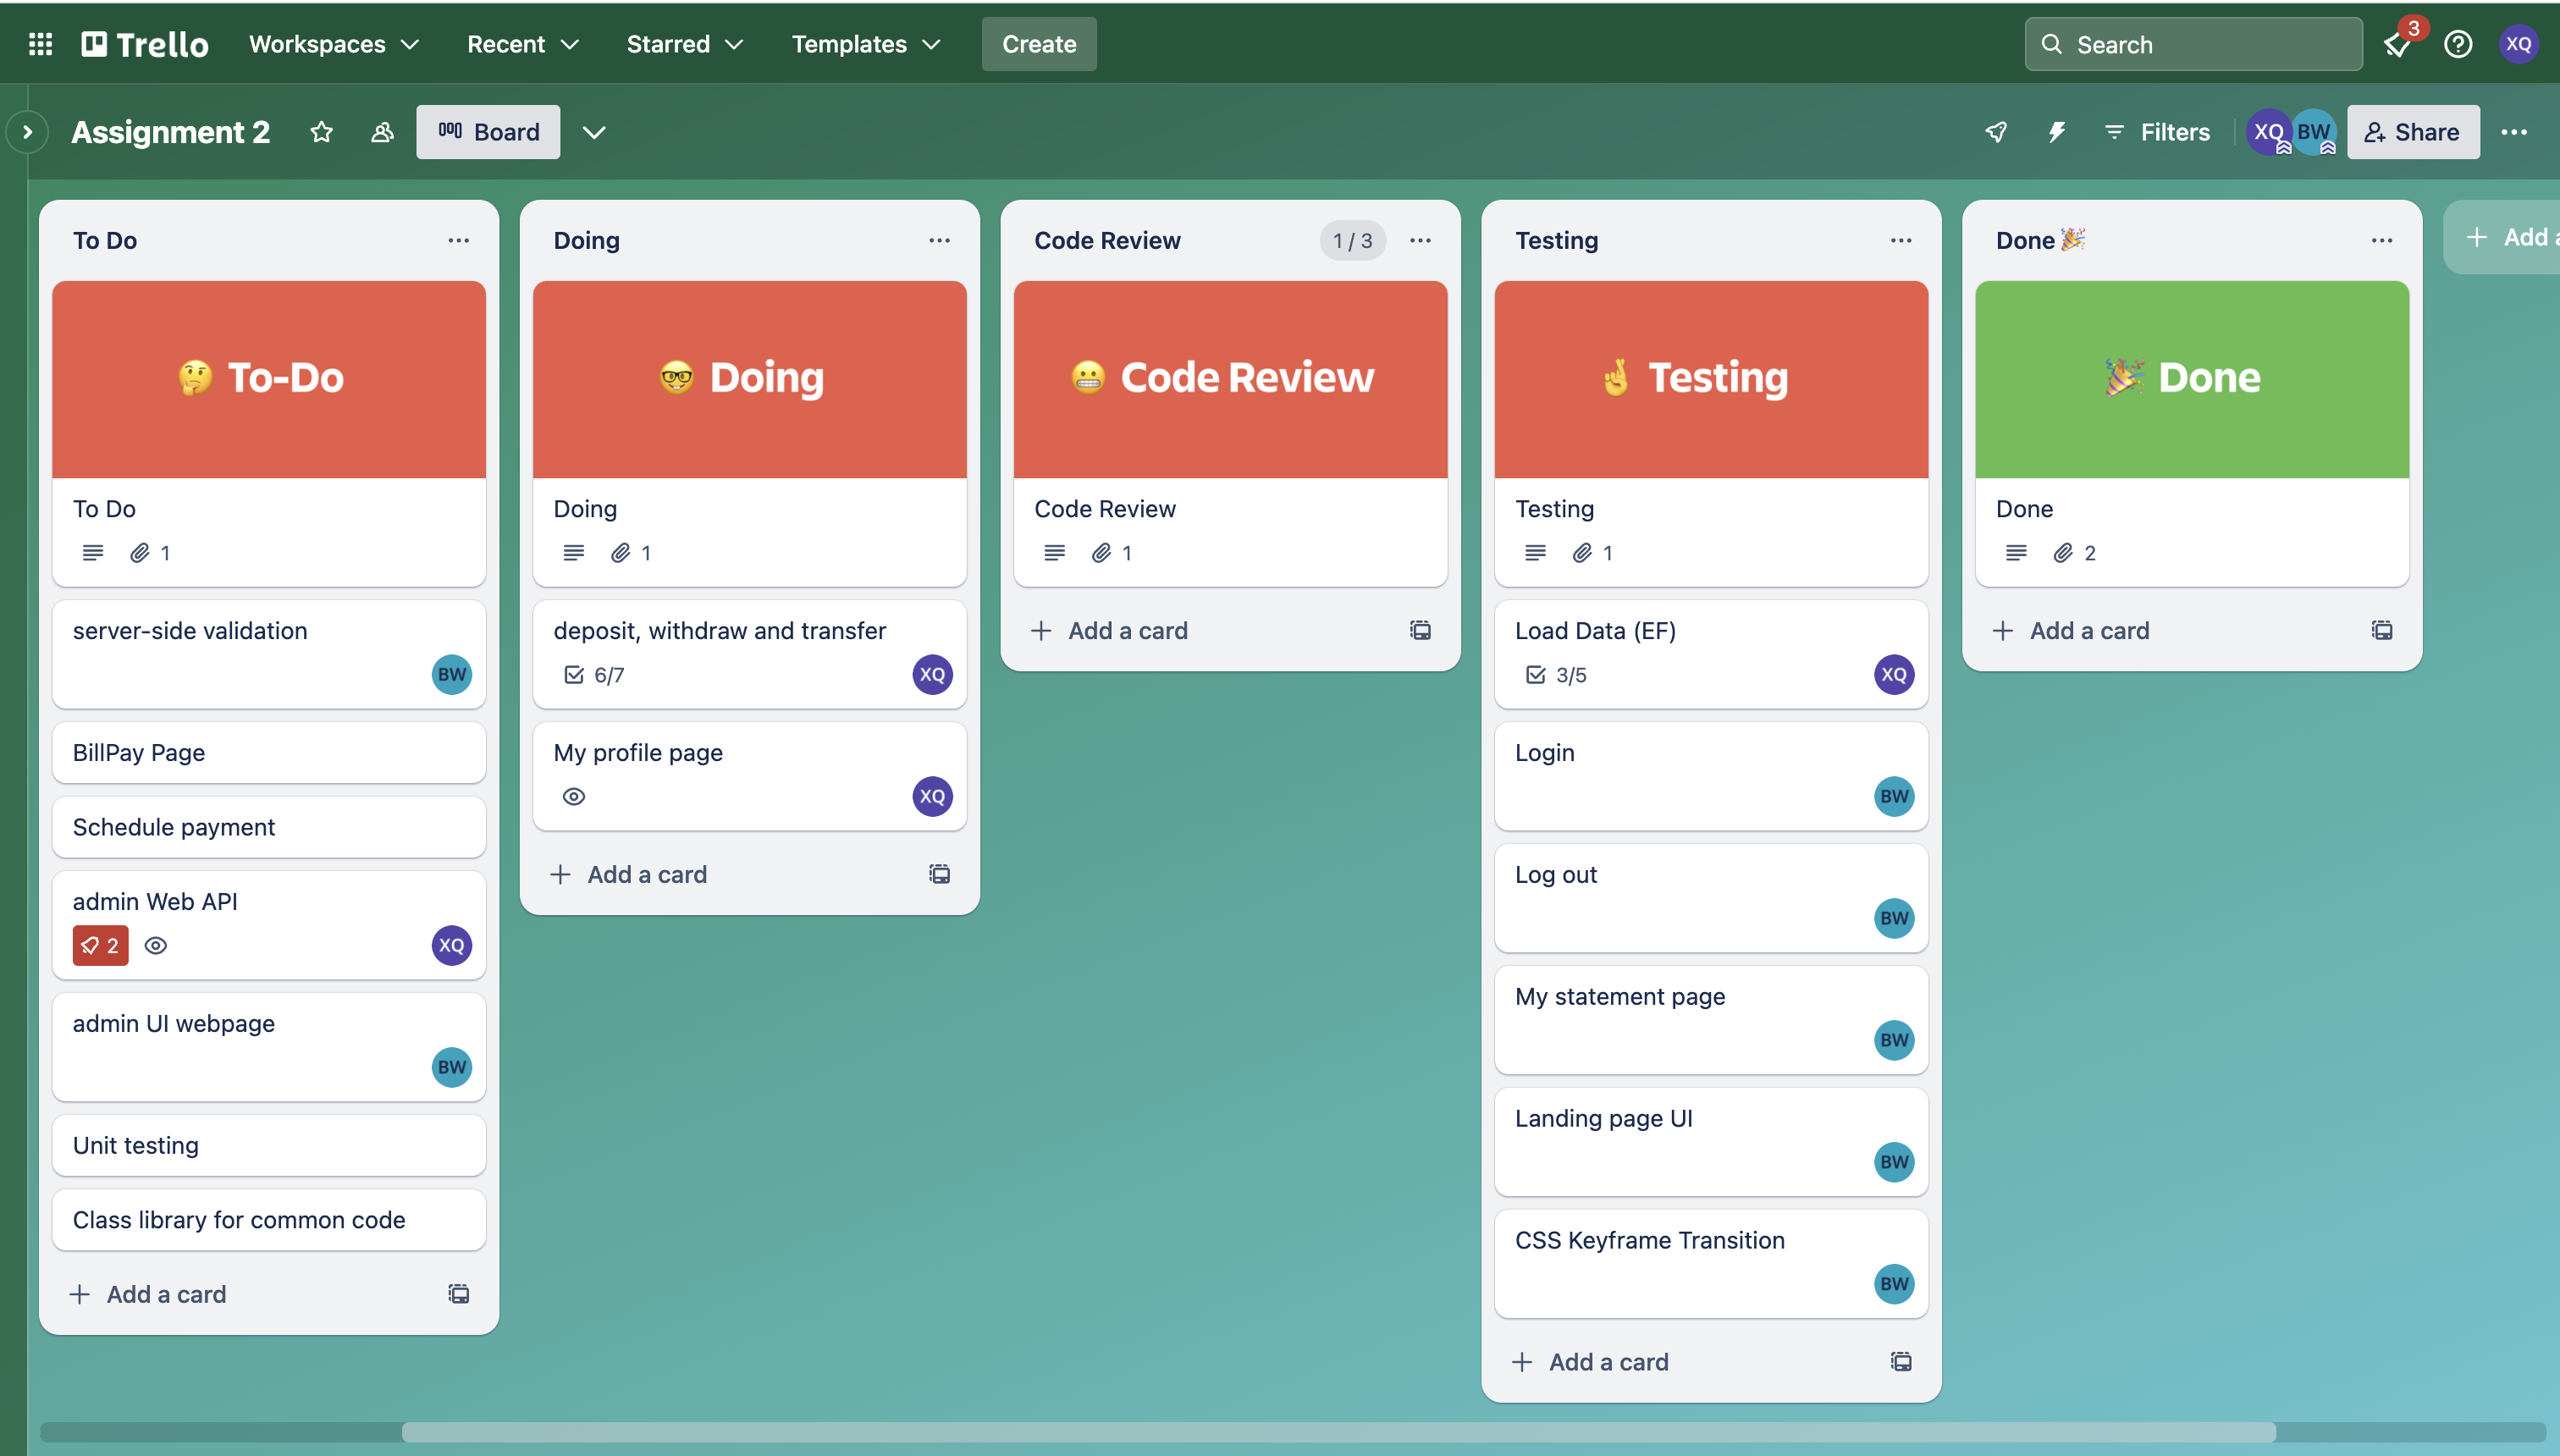 Trello
Workspaces
Recent
Starred
Templates
Create
Search
3
XQ
Assignment 2
Board
Filters
XQ
BW
Share
To Do
To-Do
To Do
1
server-side validation
BW
BillPay Page
Schedule payment
admin Web API
2
XQ
admin UI webpage
BW
Unit testing
Class library for common code
Add a card
Doing
Doing
Doing
1
deposit, withdraw and transfer
6/7
XQ
My profile page
XQ
Add a card
Code Review
1 / 3
Code Review
Code Review
1
Add a card
Testing
Testing
Testing
1
Load Data (EF)
3/5
XQ
Login
BW
Log out
BW
My statement page
BW
Landing page UI
BW
CSS Keyframe Transition
BW
Add a card
Done 🎉
Done
Done
2
Add a card
Add